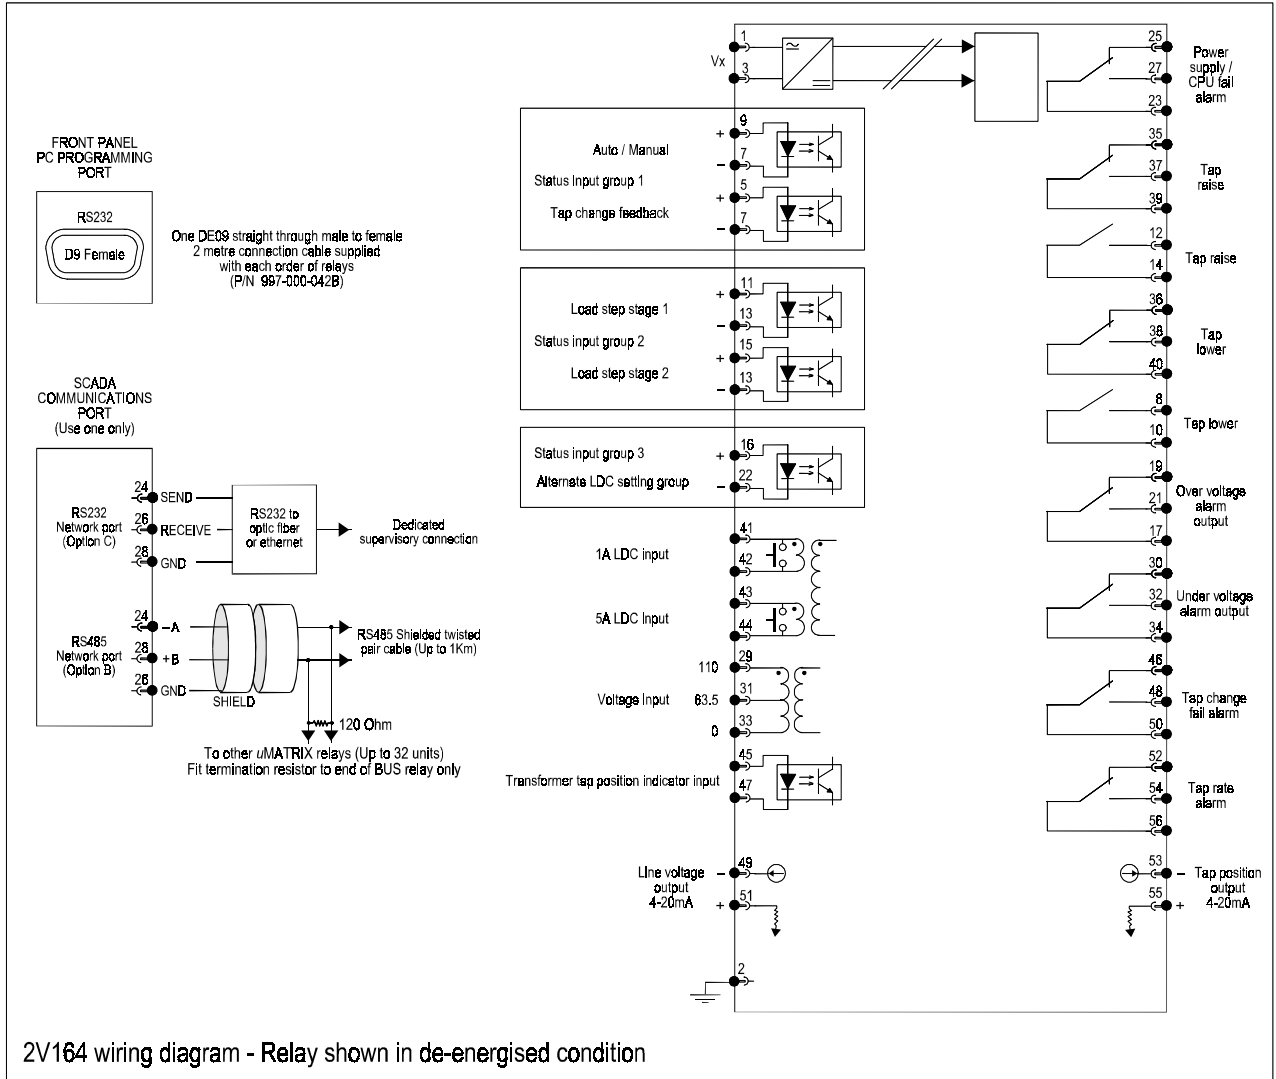 FRONT PANEL
PC PROGRAMMING
PORT
RS232
D9 Female
One DE09 straight through male to female
2 metre connection cable supplied
with each order of relays
(P/N 997-000-042B)
SCADA
COMMUNICATIONS
PORT
(Use one only)
RS232
Network port
(Option C)
24
SEND
26
RECEIVE
28
GND
RS232 to
optic fiber
or ethernet
Dedicated
supervisory connection
RS485
Network port
(Option B)
24
–A
28
+B
26
GND
SHIELD
RS485 Shielded twisted
pair cable (Up to 1Km)
120 Ohm
To other uMATRIX relays (Up to 32 units)
Fit termination resistor to end of BUS relay only
Vx
1
3
Auto / Manual
+ 9
– 7
Status Input group 1
Tap change feedback
+ 5
– 7
Load step stage 1
+ 11
– 13
Status input group 2
Load step stage 2
+ 15
– 13
Status input group 3
Alternate LDC setting group
+ 16
– 22
1A LDC input
41
42
5A LDC Input
43
44
110 29
Voltage Input 63.5 31
0 33
Transformer tap position indicator input
45
47
Line voltage
output
4-20mA
– 49
+ 51
2
25
27
23
Power
supply /
CPU fail
alarm
35
37
39
Tap
raise
12
14
Tap raise
36
38
40
Tap
lower
8
10
Tap lower
19
21
17
Over voltage
alarm
output
30
32
34
Under voltage
alarm output
46
48
50
Tap change
fail alarm
52
54
56
Tap rate
alarm
53 –
55 +
Tap position
output
4-20mA
2V164 wiring diagram - Relay shown in de-energised condition